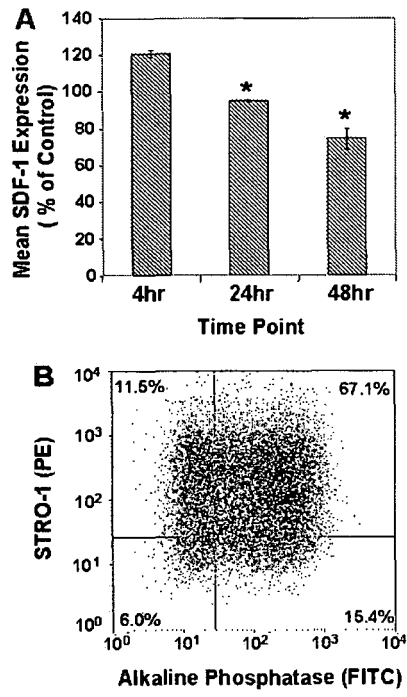 A
Mean SDF-1 Expression
( % of Control)
140
120
100
80
60
40
20
0
*
*
4hr 24hr 48hr
Time Point
B
STRO-1 (PE)
10⁴
10³
10²
10¹
10⁰
11.5% 67.1%
6.0% 15.4%
10⁰ 10¹ 10² 10³ 10⁴
Alkaline Phosphatase (FITC)